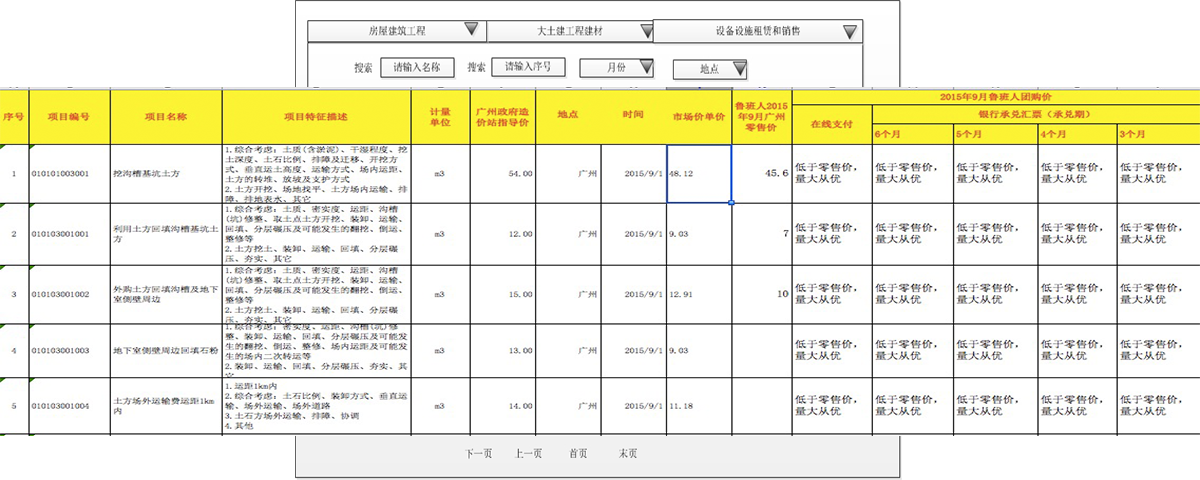 房屋建筑工程 大土建工程建材 设备设施租赁和销售
搜索 请输入名称 搜索 请输入序号 月份 地点
序号 项目编号 项目名称 项目特征描述 计量单位 广州政府造价站指导价 地点 时间 市场价单价 鲁班人2015年9月广州零售价 2015年9月鲁班人团购价
在线支付 银行承兑汇票（承兑期）
6个月 5个月 4个月 3个月
1 010101003001 挖沟槽基坑土方
1.综合考虑：土质(含淤泥)、干湿程度、挖
土深度、土石比例、排障及迁移、开挖方
式、垂直运土高度、运输方式、场内运距、
土方的转堆、放坡及支护方式
2.土方开挖、场地找平、土方场内运输、排
障、排地表水、其它
m3 54.00 广州 2015/9/1 48.12 45.6
低于零售价， 低于零售价， 低于零售价， 低于零售价， 低于零售价，
量大从优 量大从优 量大从优 量大从优 量大从优
2 010103001001 利用土方回填沟槽基坑土
方
1.综合考虑：土质、密实度、运距、沟槽
(坑)修整、取土点土方开挖、装卸、运输、
回填、分层碾压及可能发生的翻挖、倒运、
整修等
2.土方挖土、装卸、运输、回填、分层碾
压、夯实、其它
m3 12.00 广州 2015/9/1 9.03 7
低于零售价， 低于零售价， 低于零售价， 低于零售价， 低于零售价，
量大从优 量大从优 量大从优 量大从优 量大从优
3 010103001002 外购土方回填沟槽及地下
室侧壁周边
1.综合考虑：土质、密实度、运距、沟槽
(坑)修整、取土点土方开挖、装卸、运输、
回填、分层碾压及可能发生的翻挖、倒运、
整修等
2.土方挖土、装卸、运输、回填、分层碾
压、夯实、其它
m3 15.00 广州 2015/9/1 12.91 10
低于零售价， 低于零售价， 低于零售价， 低于零售价， 低于零售价，
量大从优 量大从优 量大从优 量大从优 量大从优
4 010103001003 地下室侧壁周边回填石粉
1.综合考虑：密实度、运距、沟槽(坑)修
整、装卸、运输、回填、分层碾压及可能发
生的翻挖、倒运、整修、场内运距及可能发
生的场内二次转运等
2.装卸、运输、回填、分层碾压、夯实、其
它
m3 13.00 广州 2015/9/1 9.03
低于零售价， 低于零售价， 低于零售价， 低于零售价， 低于零售价，
量大从优 量大从优 量大从优 量大从优 量大从优
5 010103001004 土方场外运输费运距1km
内
1.运距1km内
2.综合考虑：土石比例、装卸方式、垂直运
输、场外运输、场外道路
3.土石方场外运输、排障、协调
4.其他
m3 14.00 广州 2015/9/1 11.18
低于零售价， 低于零售价， 低于零售价， 低于零售价， 低于零售价，
量大从优 量大从优 量大从优 量大从优 量大从优
下一页 上一页 首页 末页